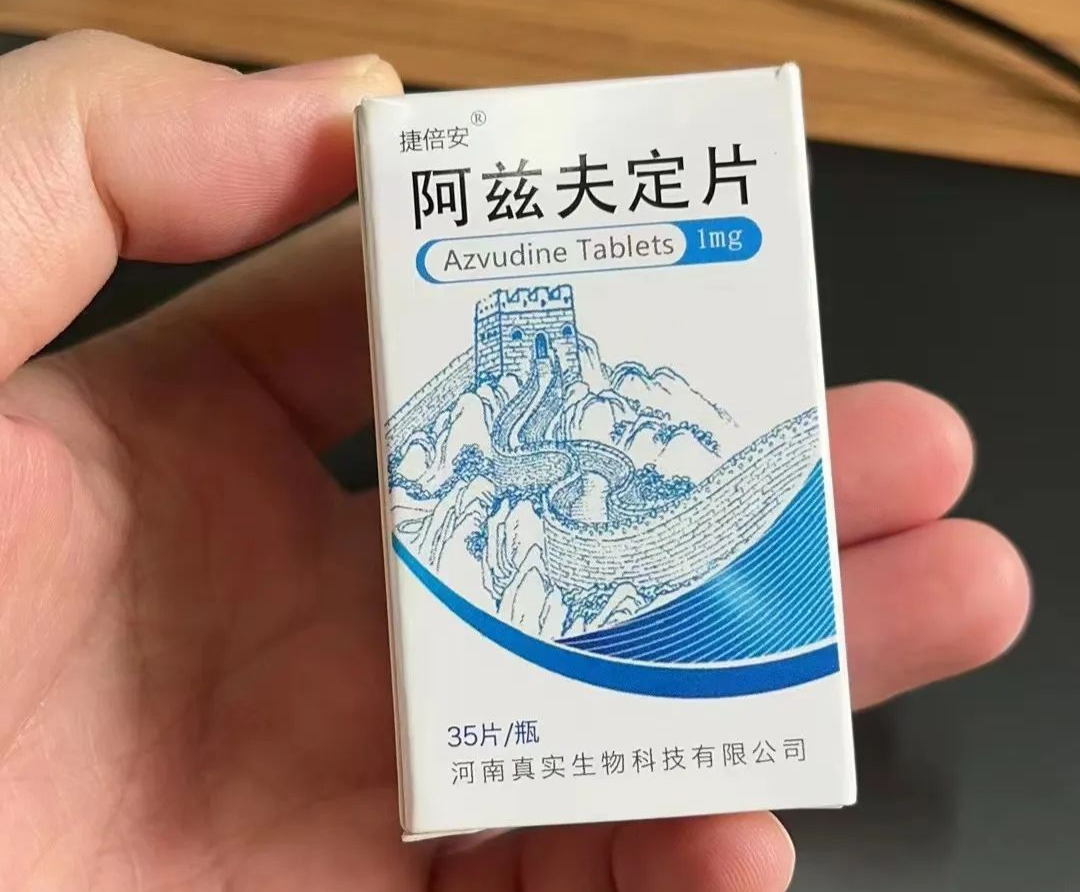 捷倍安®
阿兹夫定片
Azvudine Tablets 1mg
35片/瓶
河南真实生物科技有限公司